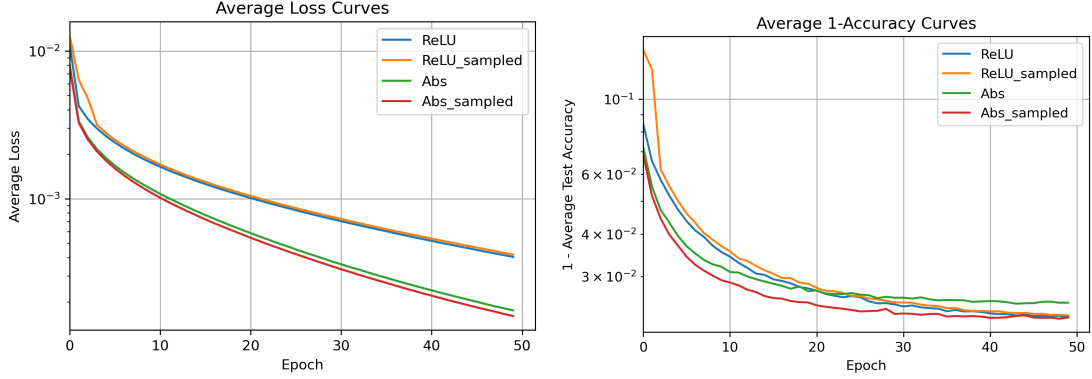 Average Loss Curves
Average Loss
10⁻²
10⁻³
0
10
20
30
40
50
Epoch
ReLU
ReLU_sampled
Abs
Abs_sampled
Average 1-Accuracy Curves
1 - Average Test Accuracy
10⁻¹
6 × 10⁻²
4 × 10⁻²
3 × 10⁻²
0
10
20
30
40
50
Epoch
ReLU
ReLU_sampled
Abs
Abs_sampled